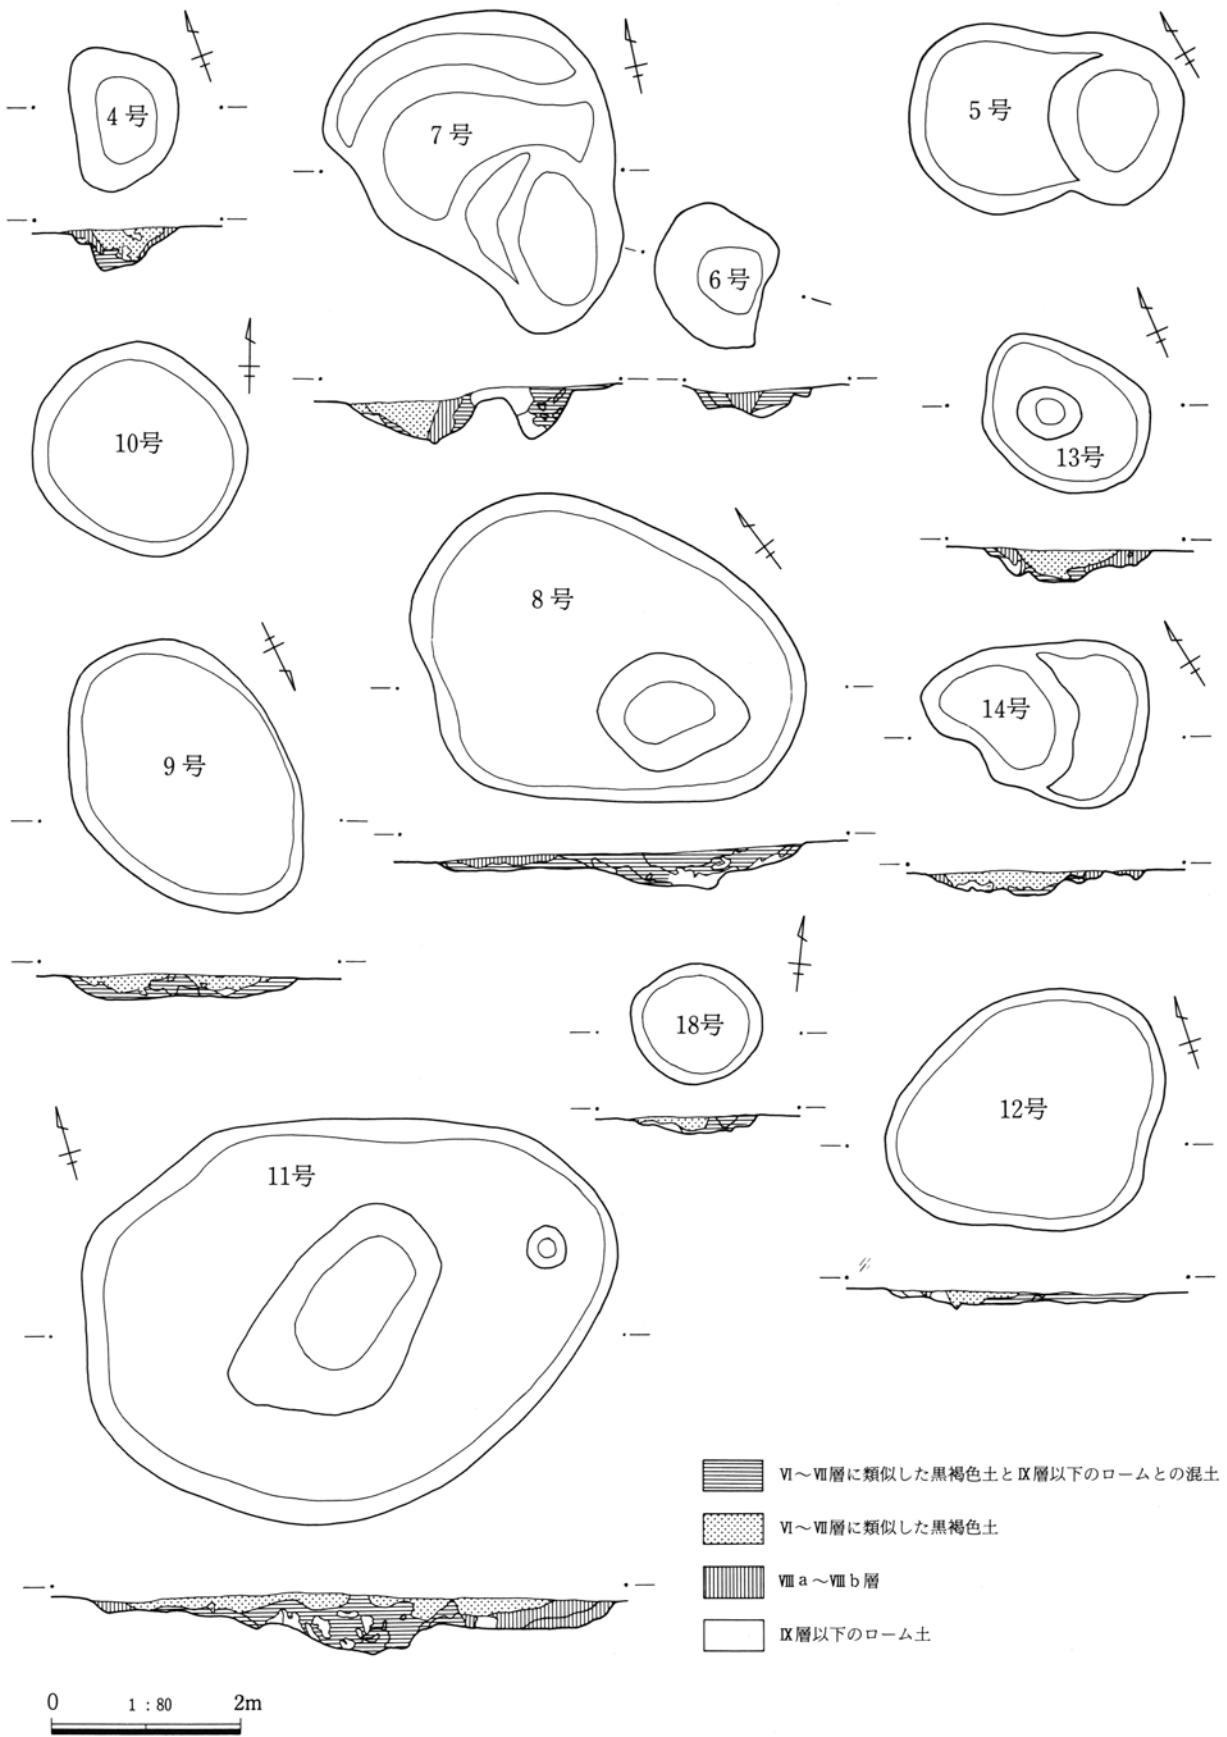 4号
7号
5号
6号
10号
13号
8号
14号
9号
18号
12号
11号
Ⅵ～Ⅶ層に類似した黒褐色土とⅨ層以下のロームとの混土
Ⅵ～Ⅶ層に類似した黒褐色土
Ⅷa～Ⅷb層
Ⅸ層以下のローム土
0 1：80 2m